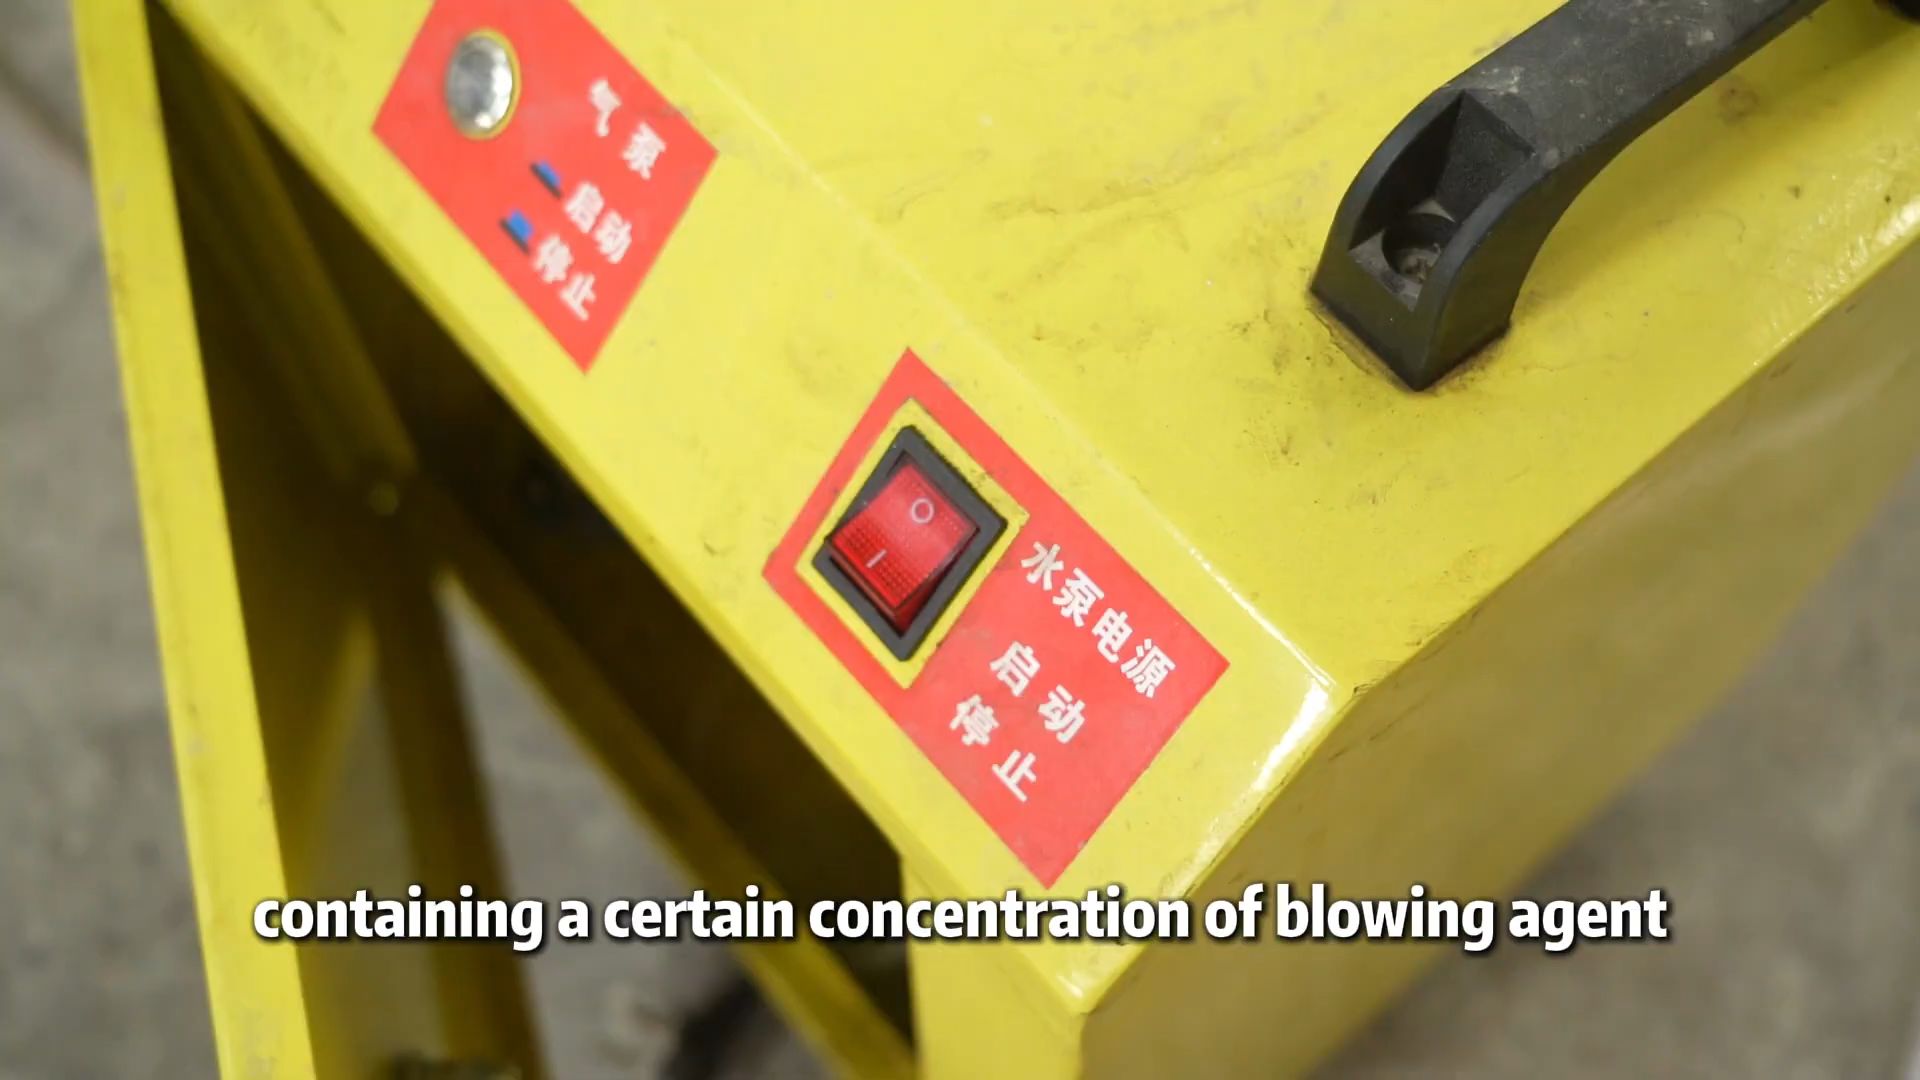 气泵
启动
停止
O
I
水泵电源
启动
停止
containing a certain concentration of blowing agent